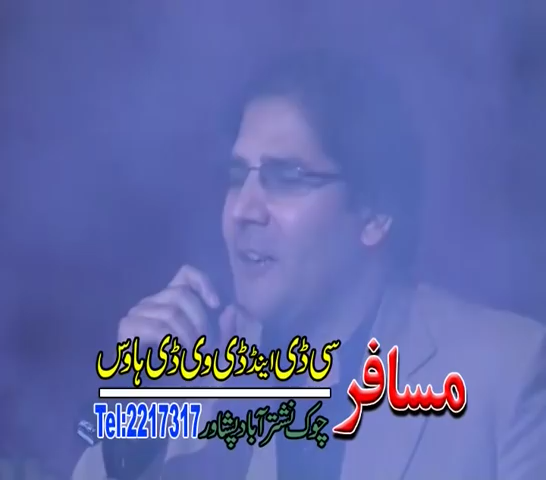 مسافر
سی ڈی اینڈ ڈی وی ڈی ہاؤس
چوک نشتر آباد پشاور Tel:2217317